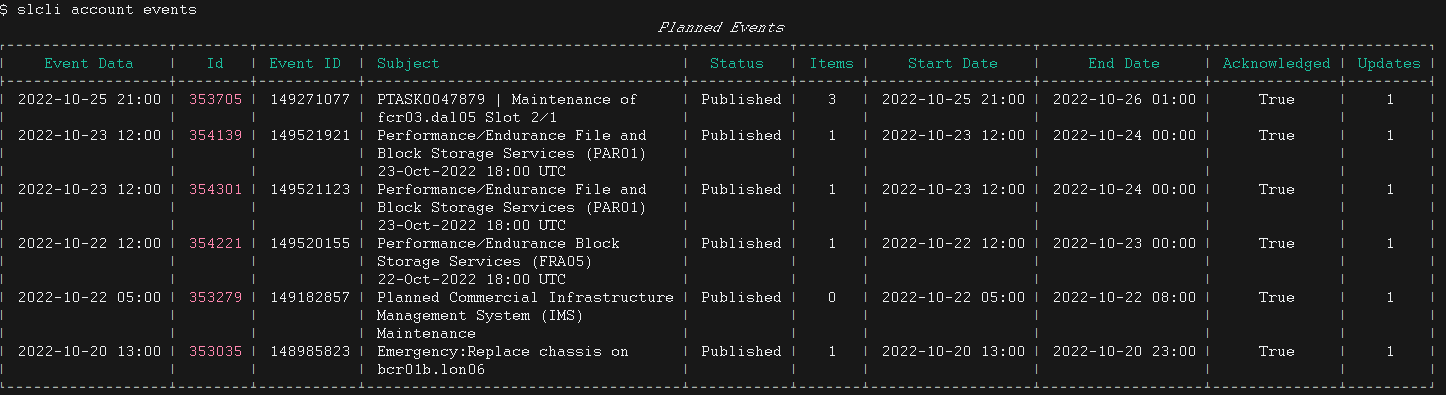 $ slcli account events
Planned Events
Event Data | Id | Event ID | Subject | Status | Items | Start Date | End Date | Acknowledged | Updates
2022-10-25 21:00 | 353705 | 149271077 | PTASK0047879 | Maintenance of | Published | 3 | 2022-10-25 21:00 | 2022-10-26 01:00 | True | 1
fcr03.dal05 Slot 2/1
2022-10-23 12:00 | 354139 | 149521921 | Performance/Endurance File and | Published | 1 | 2022-10-23 12:00 | 2022-10-24 00:00 | True | 1
Block Storage Services (PAR01)
23-Oct-2022 18:00 UTC
2022-10-23 12:00 | 354301 | 149521123 | Performance/Endurance File and | Published | 1 | 2022-10-23 12:00 | 2022-10-24 00:00 | True | 1
Block Storage Services (PAR01)
23-Oct-2022 18:00 UTC
2022-10-22 12:00 | 354221 | 149520155 | Performance/Endurance Block | Published | 1 | 2022-10-22 12:00 | 2022-10-23 00:00 | True | 1
Storage Services (FRA05)
22-Oct-2022 18:00 UTC
2022-10-22 05:00 | 353279 | 149182857 | Planned Commercial Infrastructure | Published | 0 | 2022-10-22 05:00 | 2022-10-22 08:00 | True | 1
Management System (IMS)
Maintenance
2022-10-20 13:00 | 353035 | 148985823 | Emergency:Replace chassis on | Published | 1 | 2022-10-20 13:00 | 2022-10-20 23:00 | True | 1
bcr01b.lon06